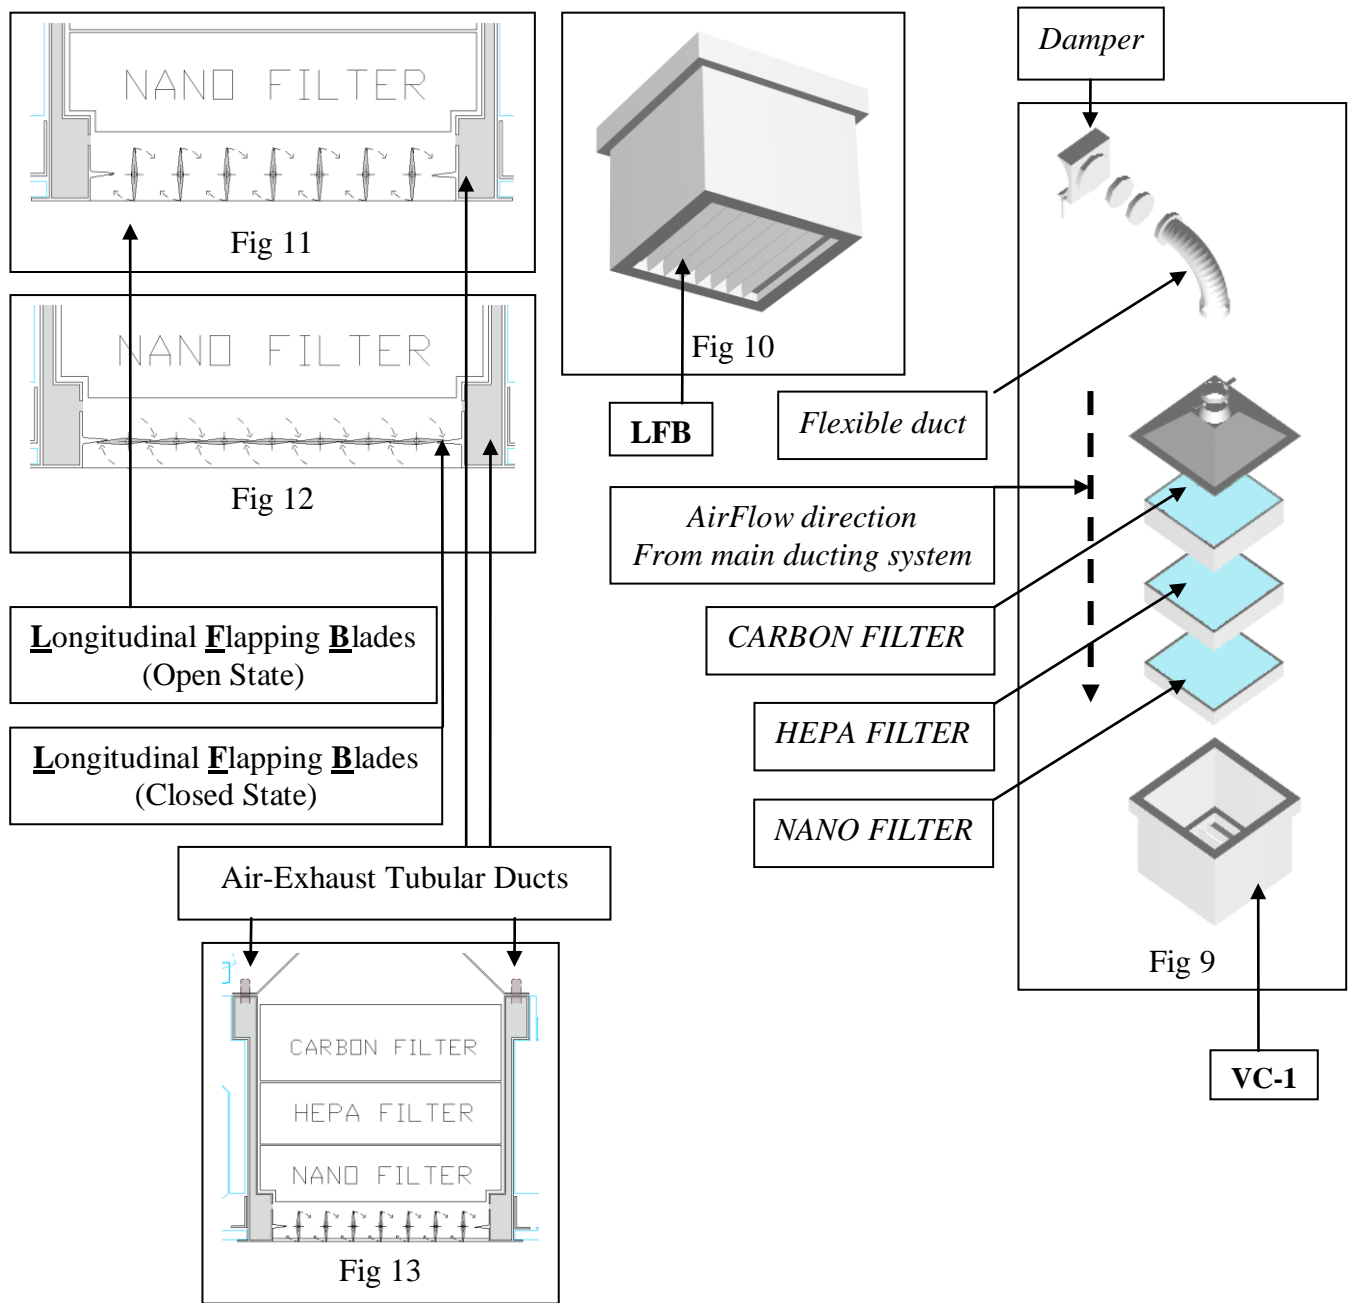 NANO FILTER
Fig 11
NANO FILTER
Fig 12
Longitudinal Flapping Blades
(Open State)
Longitudinal Flapping Blades
(Closed State)
Air-Exhaust Tubular Ducts
CARBON FILTER
HEPA FILTER
NANO FILTER
Fig 13
Fig 10
LFB
Damper
Flexible duct
AirFlow direction
From main ducting system
CARBON FILTER
HEPA FILTER
NANO FILTER
Fig 9
VC-1